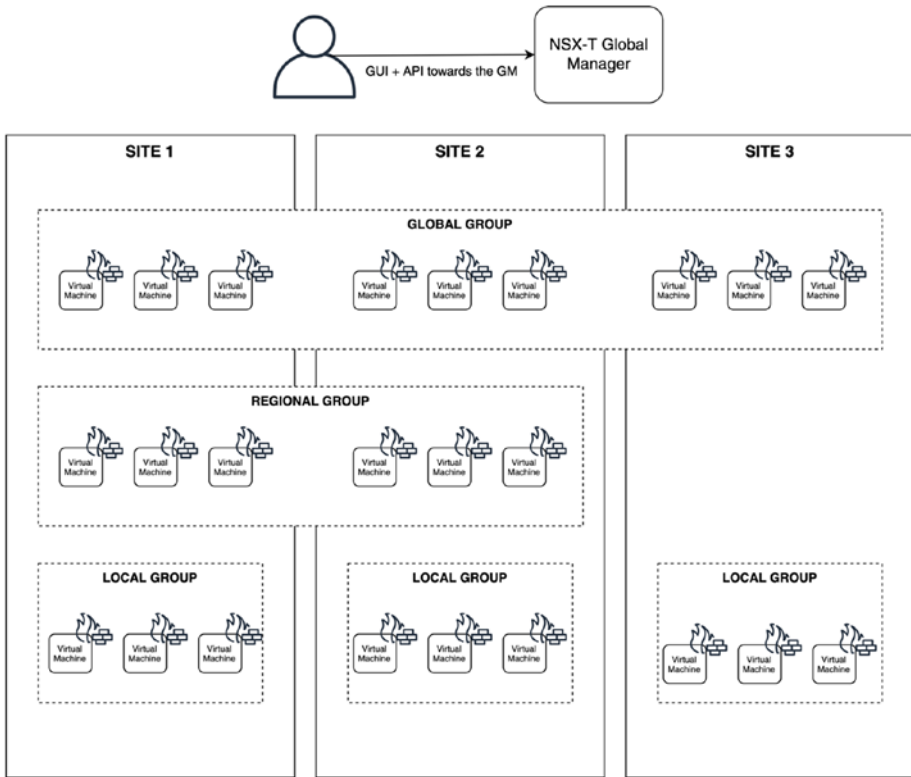 NSX-T Global
Manager
GUI + API towards the GM
SITE 1
SITE 2
SITE 3
GLOBAL GROUP
Virtual
Machine
Virtual
Machine
Virtual
Machine
Virtual
Machine
Virtual
Machine
Virtual
Machine
Virtual
Machine
Virtual
Machine
Virtual
Machine
REGIONAL GROUP
Virtual
Machine
Virtual
Machine
Virtual
Machine
Virtual
Machine
Virtual
Machine
Virtual
Machine
LOCAL GROUP
Virtual
Machine
Virtual
Machine
Virtual
Machine
LOCAL GROUP
Virtual
Machine
Virtual
Machine
Virtual
Machine
LOCAL GROUP
Virtual
Machine
Virtual
Machine
Virtual
Machine